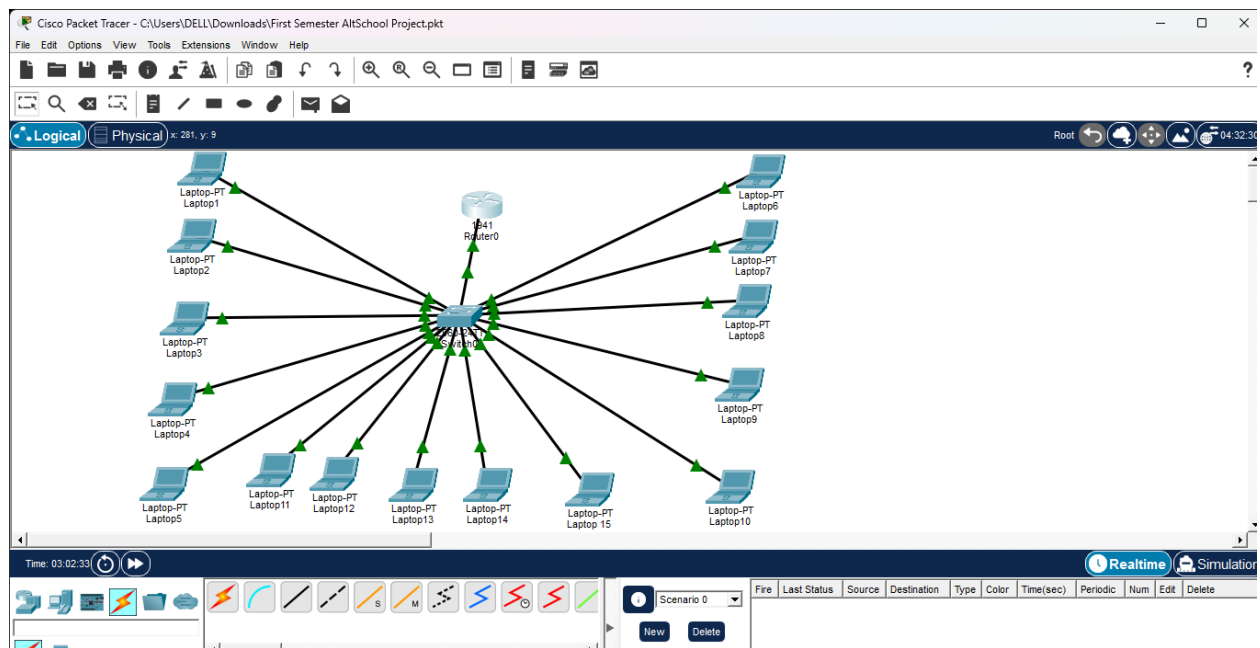 Cisco Packet Tracer - C:\Users\DELL\Downloads\First Semester AltSchool Project.pkt
File Edit Options View Tools Extensions Window Help
Logical Physical x: 281, y: 9 Root 04:32:30
Laptop-PT
Laptop1
Laptop-PT
Laptop6
1941
Router0
Laptop-PT
Laptop2
Laptop-PT
Laptop7
Laptop-PT
Laptop3
Switch0
Laptop-PT
Laptop8
Laptop-PT
Laptop4
Laptop-PT
Laptop9
Laptop-PT
Laptop5
Laptop-PT
Laptop11
Laptop-PT
Laptop12
Laptop-PT
Laptop13
Laptop-PT
Laptop14
Laptop-PT
Laptop 15
Laptop-PT
Laptop10
Time: 03:02:33 Realtime Simulation
S M
Scenario 0
New Delete
Fire Last Status Source Destination Type Color Time(sec) Periodic Num Edit Delete